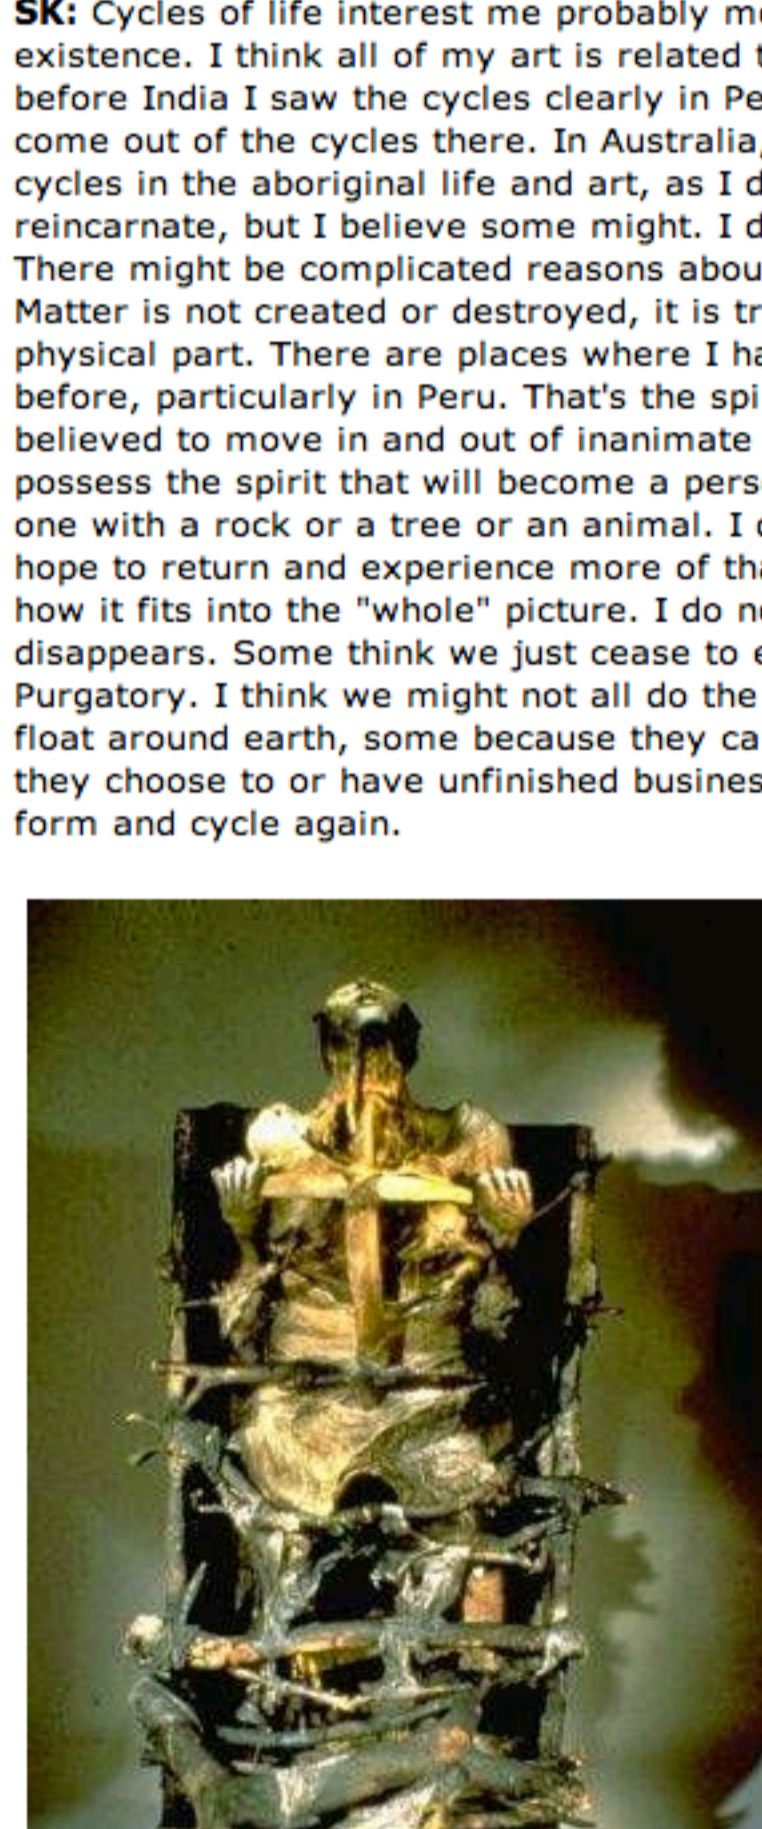 SK: Cycles of life interest me probably
existence. I think all of my art is related
before India I saw the cycles clearly in
come out of the cycles there. In Australia,
cycles in the aboriginal life and art, as I
reincarnate, but I believe some might. I
There might be complicated reasons
Matter is not created or destroyed, it is
physical part. There are places where I
before, particularly in Peru. That's the
believed to move in and out of inanimate
possess the spirit that will become a
one with a rock or a tree or an animal. I
hope to return and experience more of
how it fits into the "whole" picture. I do
disappears. Some think we just cease to
Purgatory. I think we might not all do the
float around earth, some because they
they choose to or have unfinished
form and cycle again.